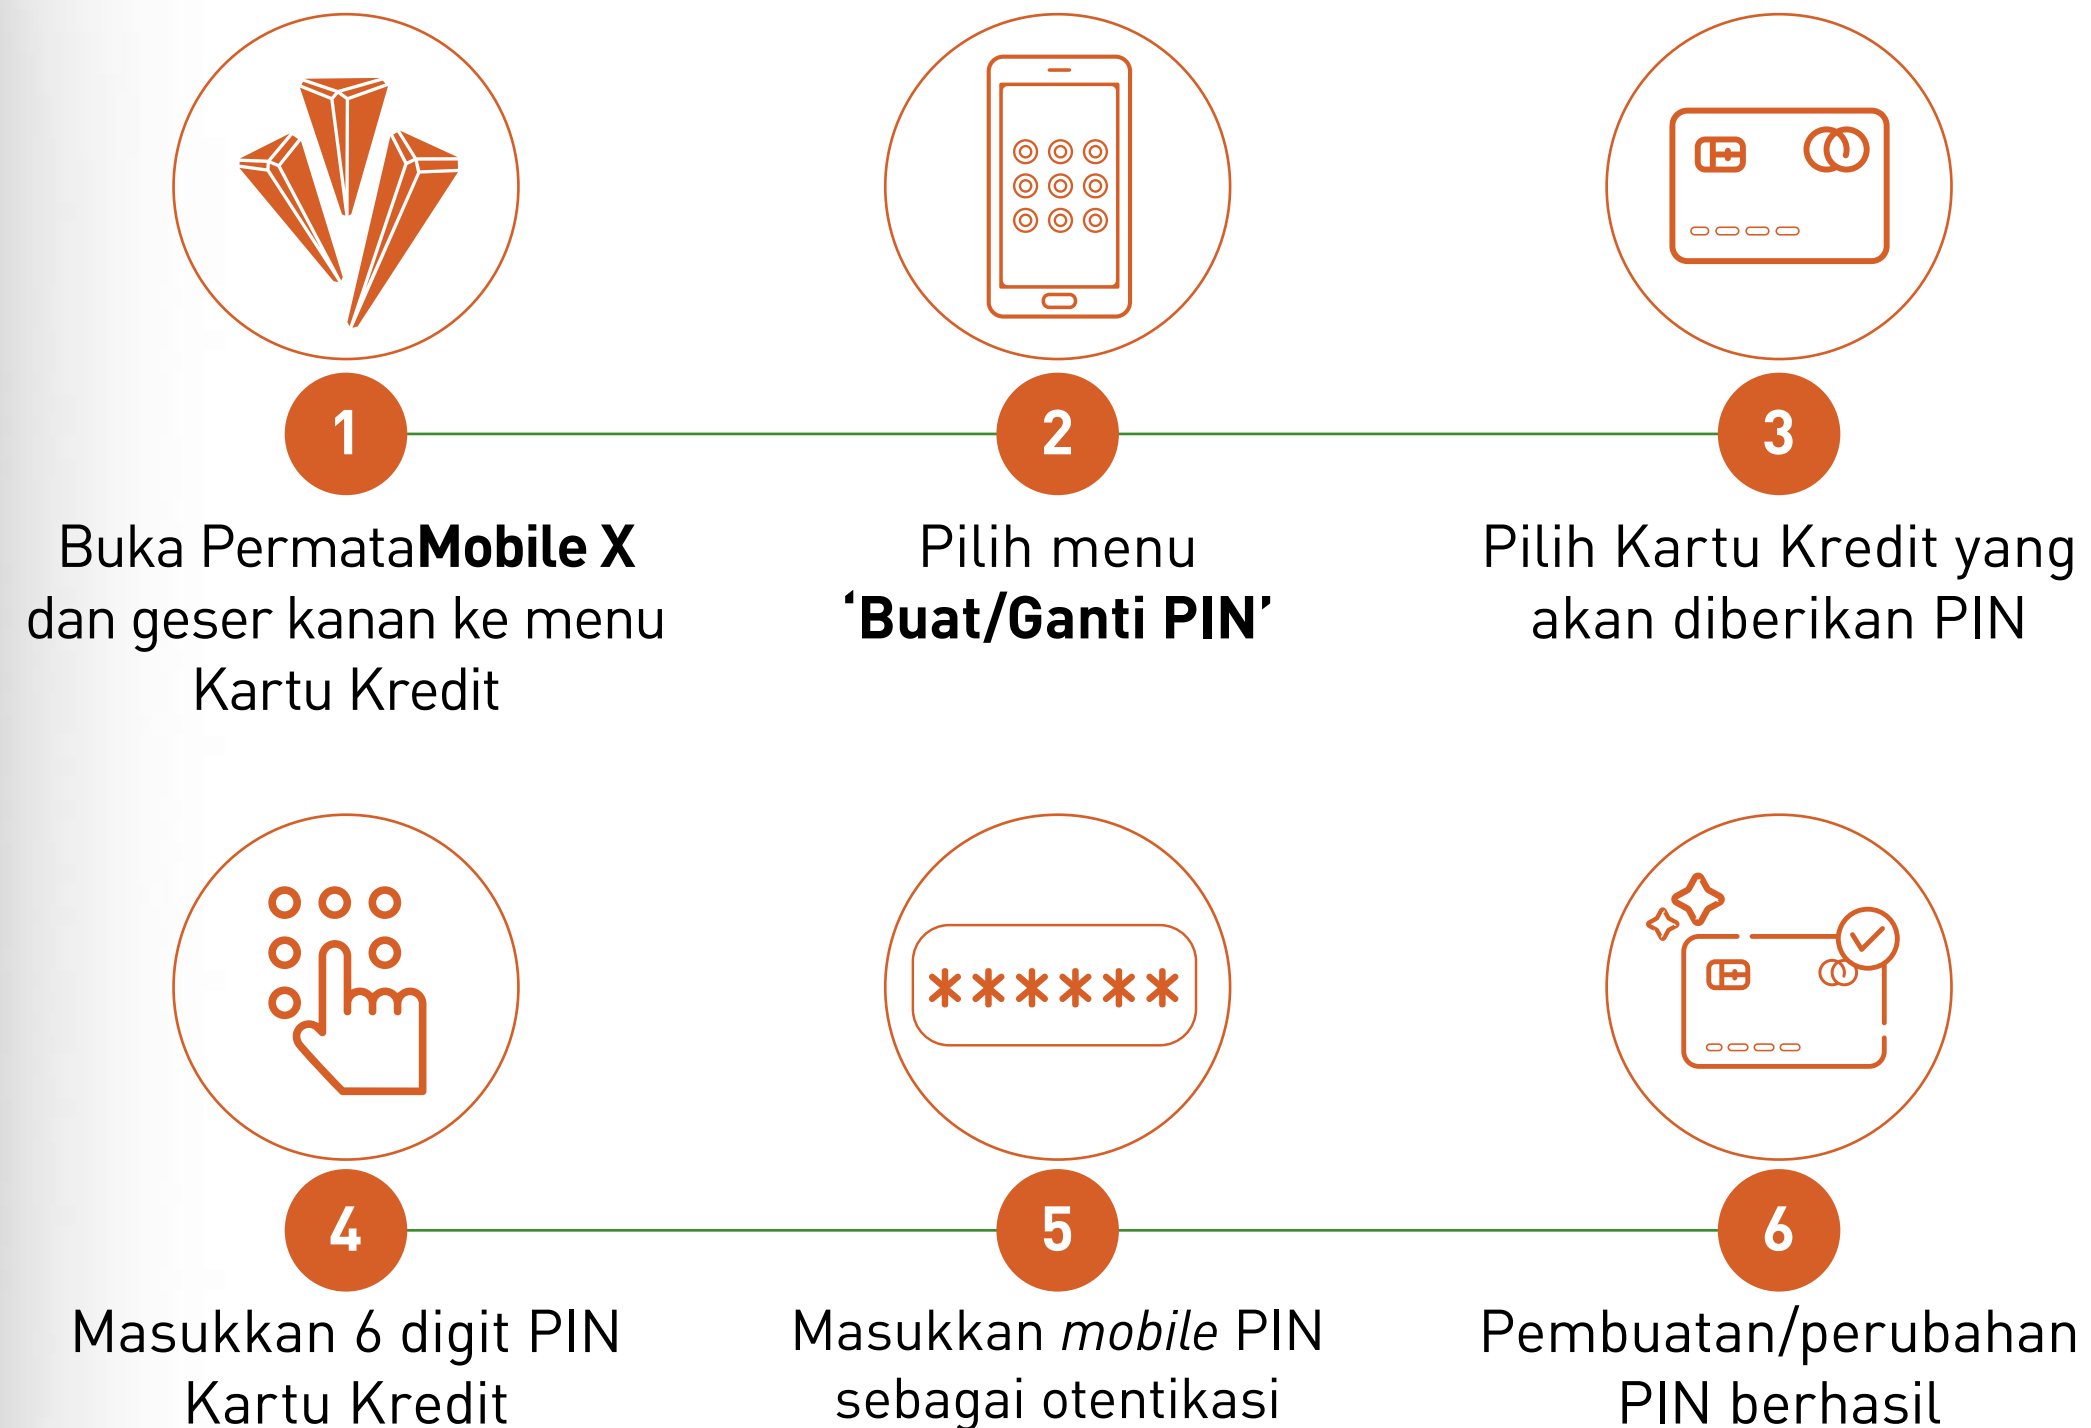 1
2
3
Buka PermataMobile X
dan geser kanan ke menu
Kartu Kredit
Pilih menu
‘Buat/Ganti PIN’
Pilih Kartu Kredit yang
akan diberikan PIN
******
4
5
6
Masukkan 6 digit PIN
Kartu Kredit
Masukkan mobile PIN
sebagai otentikasi
Pembuatan/perubahan
PIN berhasil